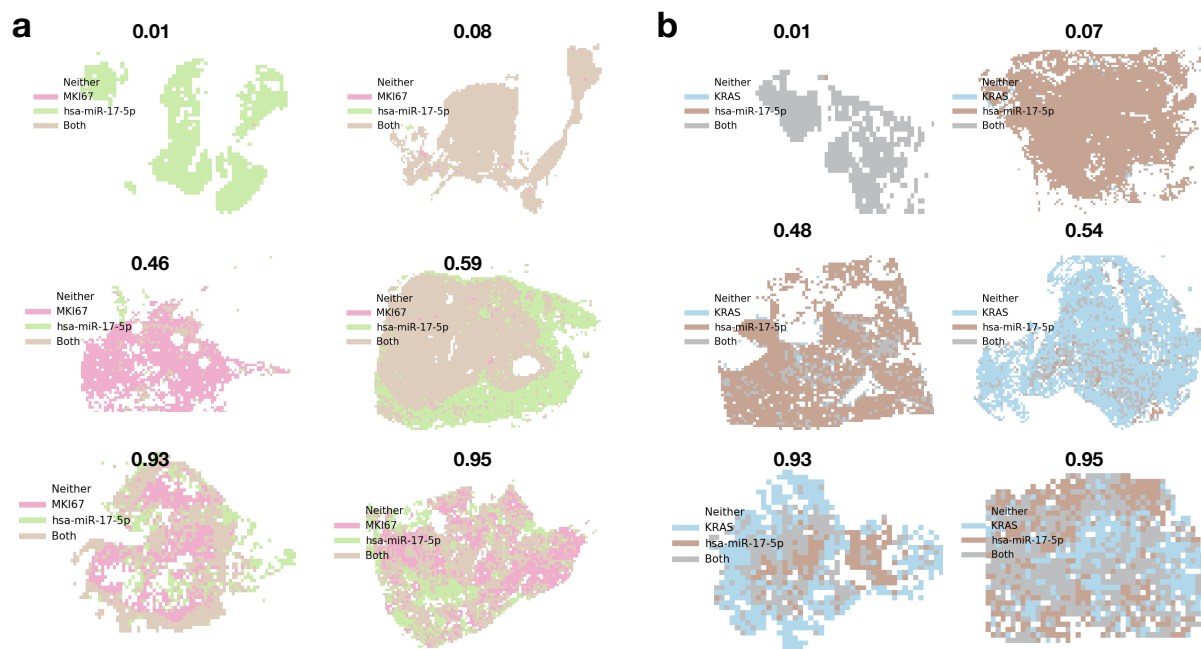 a
0.01
Neither
MKI67
hsa-miR-17-5p
Both
0.08
Neither
MKI67
hsa-miR-17-5p
Both
0.46
Neither
MKI67
hsa-miR-17-5p
Both
0.59
Neither
MKI67
hsa-miR-17-5p
Both
0.93
Neither
MKI67
hsa-miR-17-5p
Both
0.95
Neither
MKI67
hsa-miR-17-5p
Both
b
0.01
Neither
KRAS
hsa-miR-17-5p
Both
0.07
Neither
KRAS
hsa-miR-17-5p
Both
0.48
Neither
KRAS
hsa-miR-17-5p
Both
0.54
Neither
KRAS
hsa-miR-17-5p
Both
0.93
Neither
KRAS
hsa-miR-17-5p
Both
0.95
Neither
KRAS
hsa-miR-17-5p
Both